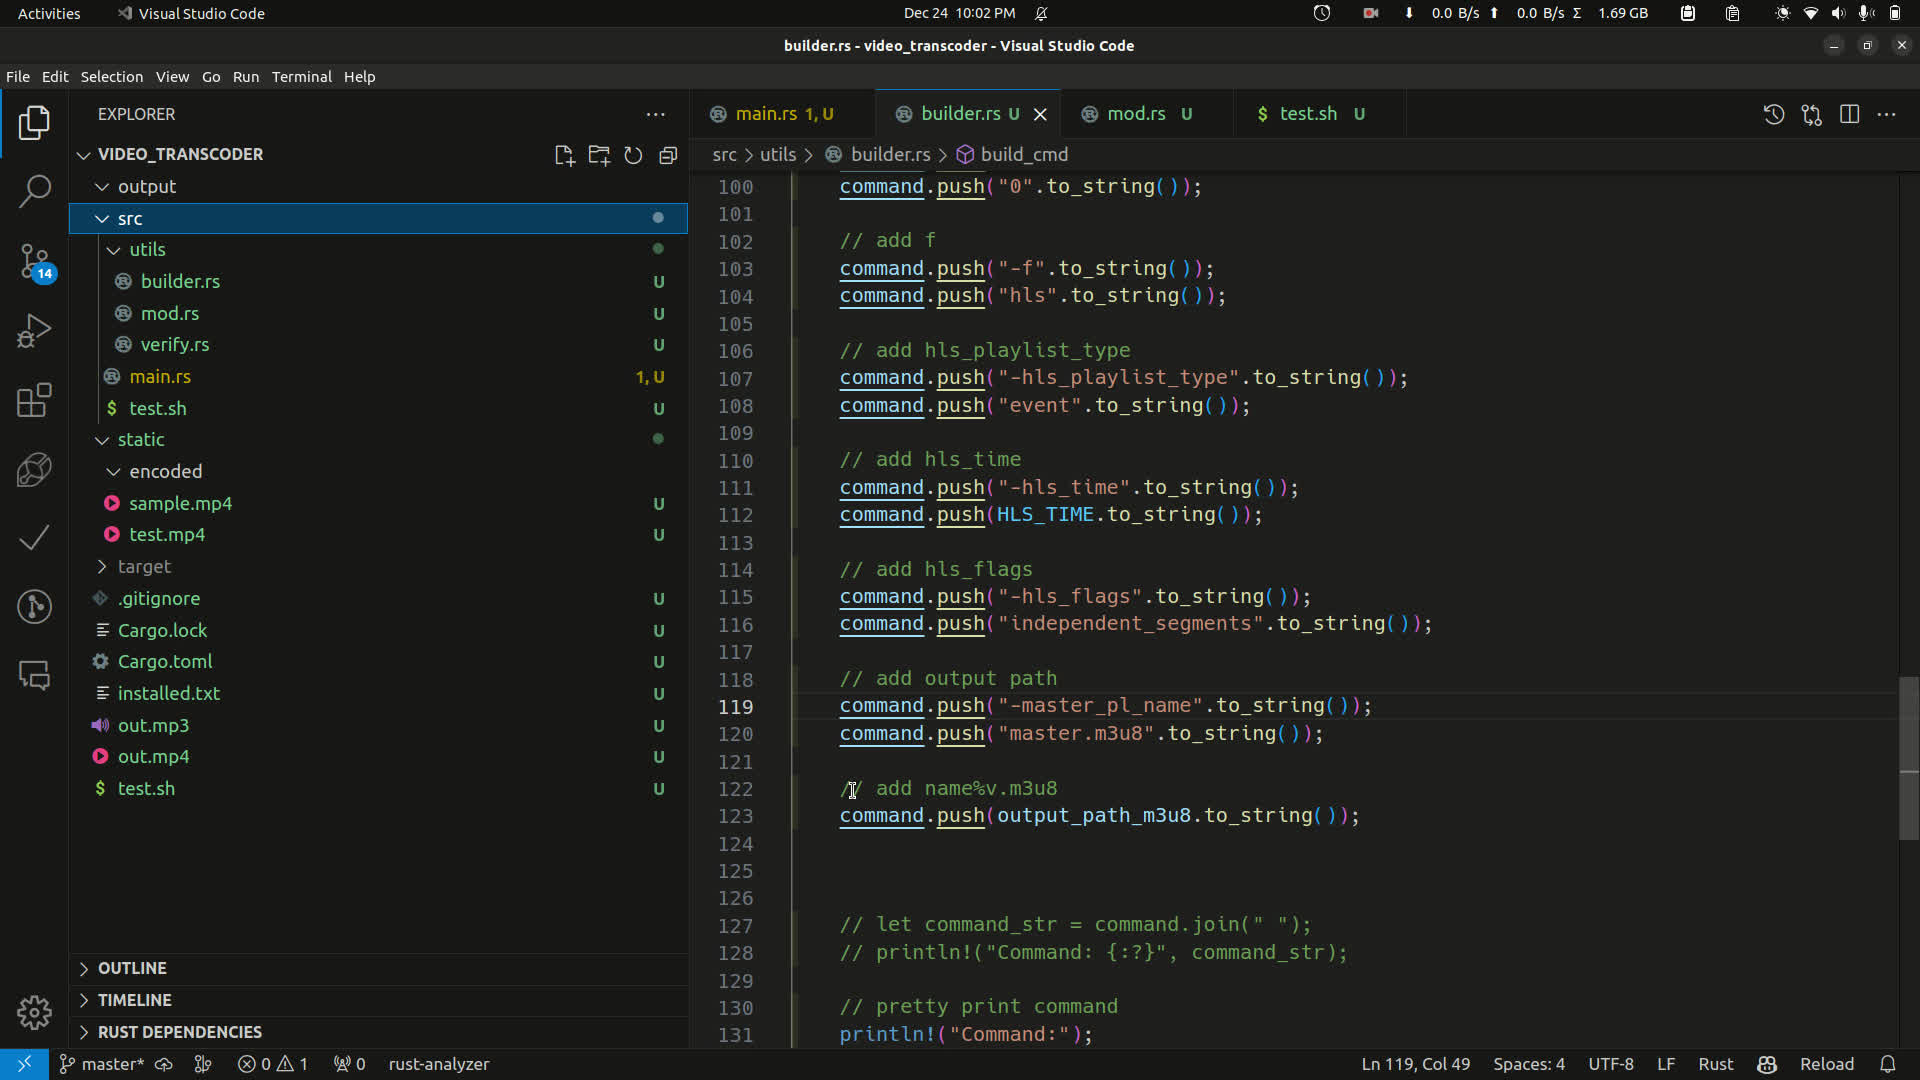 Activities
Visual Studio Code
Dec 24 10:02 PM
0.0 B/s
0.0 B/s
Σ
1.69 GB
builder.rs - video_transcoder - Visual Studio Code
File Edit Selection View Go Run Terminal Help
EXPLORER
VIDEO_TRANSCODER
output
src
utils
builder.rs U
mod.rs U
verify.rs U
main.rs 1, U
$ test.sh U
static
encoded
sample.mp4 U
test.mp4 U
target
.gitignore U
Cargo.lock U
Cargo.toml U
installed.txt U
out.mp3 U
out.mp4 U
$ test.sh U
14
OUTLINE
TIMELINE
RUST DEPENDENCIES
main.rs 1, U
builder.rs U
mod.rs U
$ test.sh U
src > utils > builder.rs > build_cmd
100 command.push("0".to_string());
101
102 // add f
103 command.push("-f".to_string());
104 command.push("hls".to_string());
105
106 // add hls_playlist_type
107 command.push("-hls_playlist_type".to_string());
108 command.push("event".to_string());
109
110 // add hls_time
111 command.push("-hls_time".to_string());
112 command.push(HLS_TIME.to_string());
113
114 // add hls_flags
115 command.push("-hls_flags".to_string());
116 command.push("independent_segments".to_string());
117
118 // add output path
119 command.push("-master_pl_name".to_string());
120 command.push("master.m3u8".to_string());
121
122 // add name%v.m3u8
123 command.push(output_path_m3u8.to_string());
124
125
126
127 // let command_str = command.join(" ");
128 // println!("Command: {:?}", command_str);
129
130 // pretty print command
131 println!("Command:");
master*
0
1
0
rust-analyzer
Ln 119, Col 49
Spaces: 4
UTF-8
LF
Rust
Reload